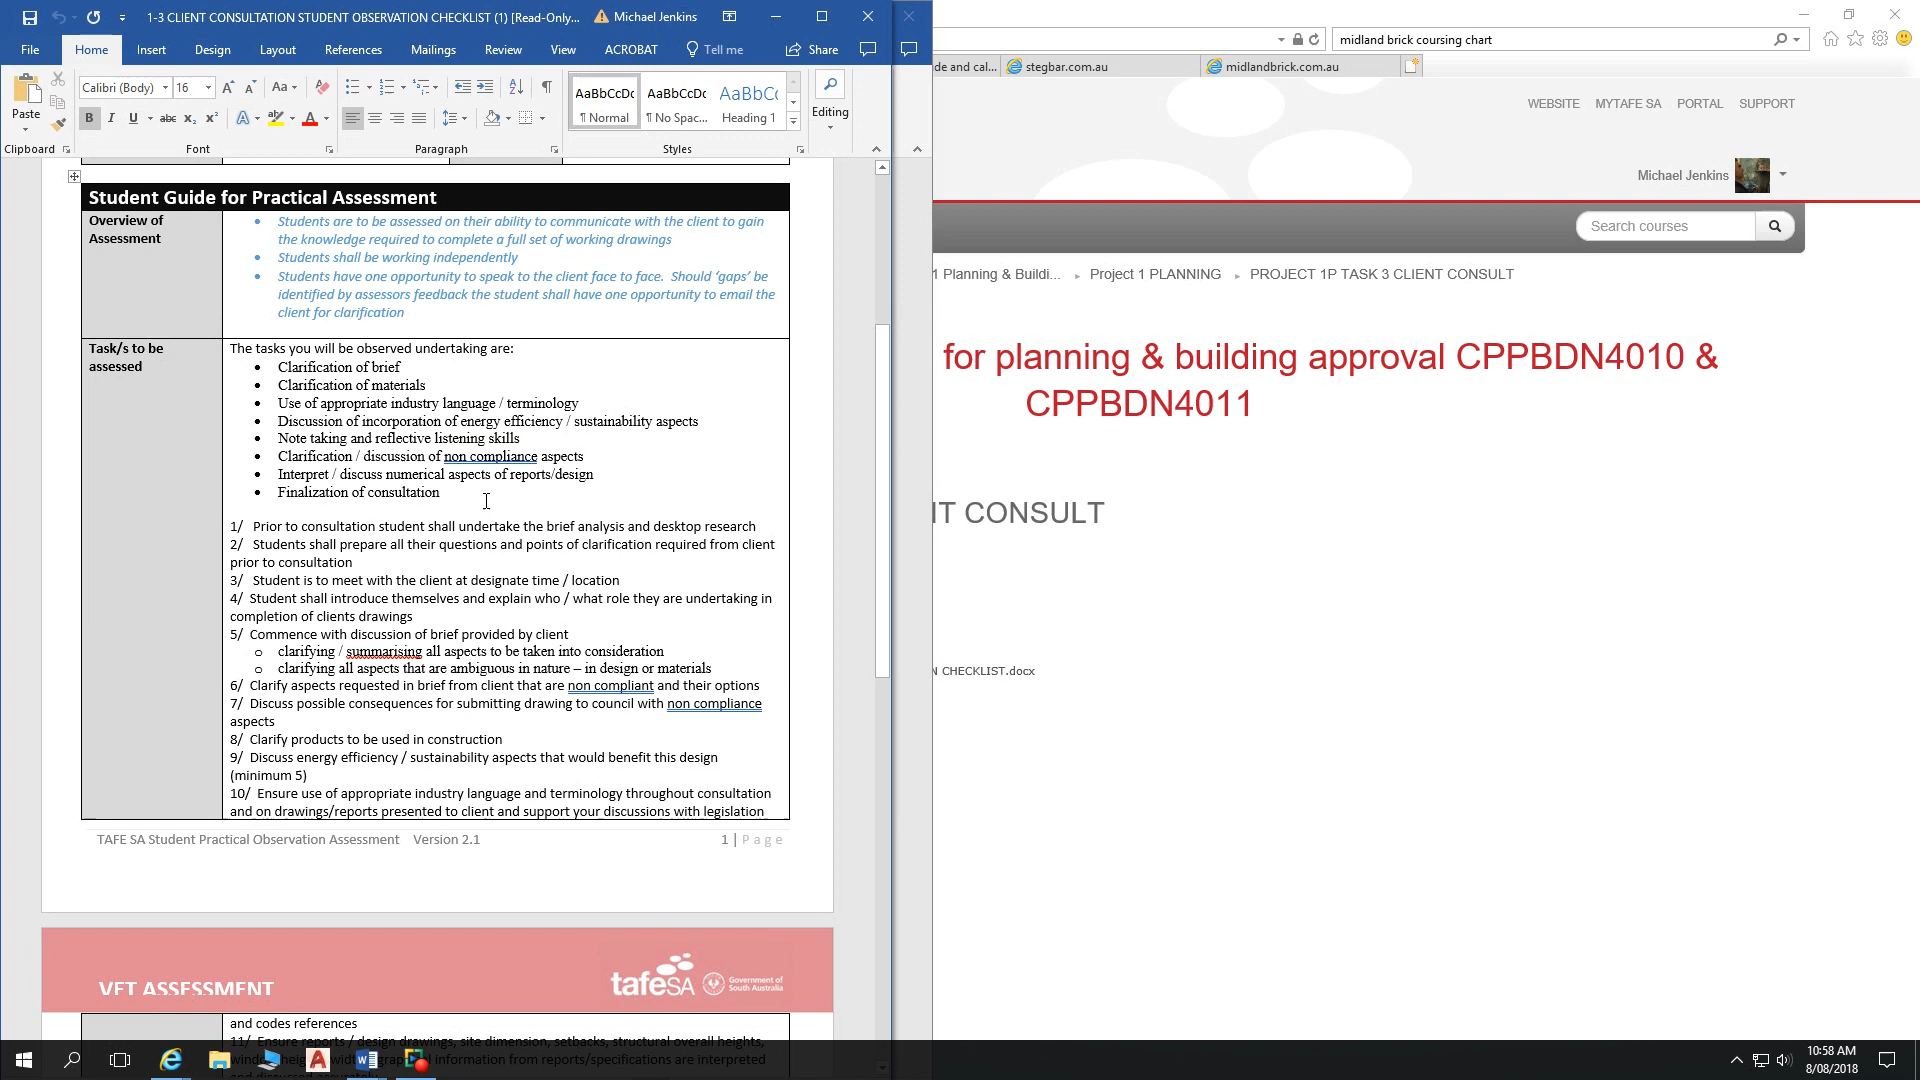 1-3 CLIENT CONSULTATION STUDENT OBSERVATION CHECKLIST (1) [Read-Only...
Michael Jenkins
File
Home
Insert
Design
Layout
References
Mailings
Review
View
ACROBAT
Tell me
Share
Paste
Calibri (Body)
16
Aa
B I U abc x₂ x²
AaBbCcDc
AaBbCcDc
AaBbCc
¶ Normal
¶ No Spac...
Heading 1
Editing
Clipboard
Font
Paragraph
Styles
Student Guide for Practical Assessment
Overview of
Assessment
• Students are to be assessed on their ability to communicate with the client to gain
the knowledge required to complete a full set of working drawings
• Students shall be working independently
• Students have one opportunity to speak to the client face to face. Should ‘gaps’ be
identified by assessors feedback the student shall have one opportunity to email the
client for clarification
Task/s to be
assessed
The tasks you will be observed undertaking are:
• Clarification of brief
• Clarification of materials
• Use of appropriate industry language / terminology
• Discussion of incorporation of energy efficiency / sustainability aspects
• Note taking and reflective listening skills
• Clarification / discussion of non compliance aspects
• Interpret / discuss numerical aspects of reports/design
• Finalization of consultation
1/ Prior to consultation student shall undertake the brief analysis and desktop research
2/ Students shall prepare all their questions and points of clarification required from client
prior to consultation
3/ Student is to meet with the client at designate time / location
4/ Student shall introduce themselves and explain who / what role they are undertaking in
completion of clients drawings
5/ Commence with discussion of brief provided by client
o clarifying / summarising all aspects to be taken into consideration
o clarifying all aspects that are ambiguous in nature – in design or materials
6/ Clarify aspects requested in brief from client that are non compliant and their options
7/ Discuss possible consequences for submitting drawing to council with non compliance
aspects
8/ Clarify products to be used in construction
9/ Discuss energy efficiency / sustainability aspects that would benefit this design
(minimum 5)
10/ Ensure use of appropriate industry language and terminology throughout consultation
and on drawings/reports presented to client and support your discussions with legislation
TAFE SA Student Practical Observation Assessment Version 2.1
1 | Page
VET ASSESSMENT
tafeSA
Government of
South Australia
and codes references
11/ Ensure reports / design drawings, site dimension, setbacks, structural overall heights,
information from reports/specifications are interpreted
midland brick coursing chart
de and cal...
stegbar.com.au
midlandbrick.com.au
WEBSITE
MYTAFE SA
PORTAL
SUPPORT
Michael Jenkins
Search courses
1 Planning & Buildi... ▸ Project 1 PLANNING ▸ PROJECT 1P TASK 3 CLIENT CONSULT
for planning & building approval CPPBDN4010 &
CPPBDN4011
IT CONSULT
N CHECKLIST.docx
10:58 AM
8/08/2018